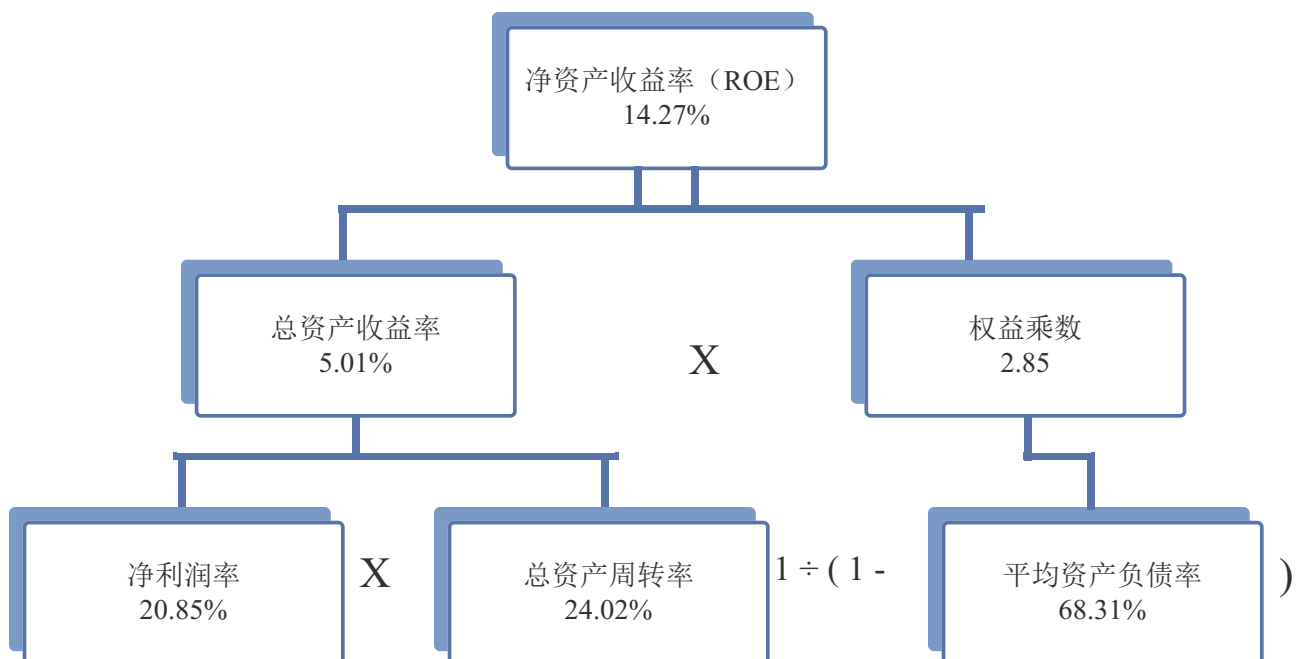 净资产收益率（ROE）
14.27%
总资产收益率
5.01%
X
权益乘数
2.85
净利润率
20.85%
X
总资产周转率
24.02%
1 ÷ ( 1 -
平均资产负债率
68.31%
)